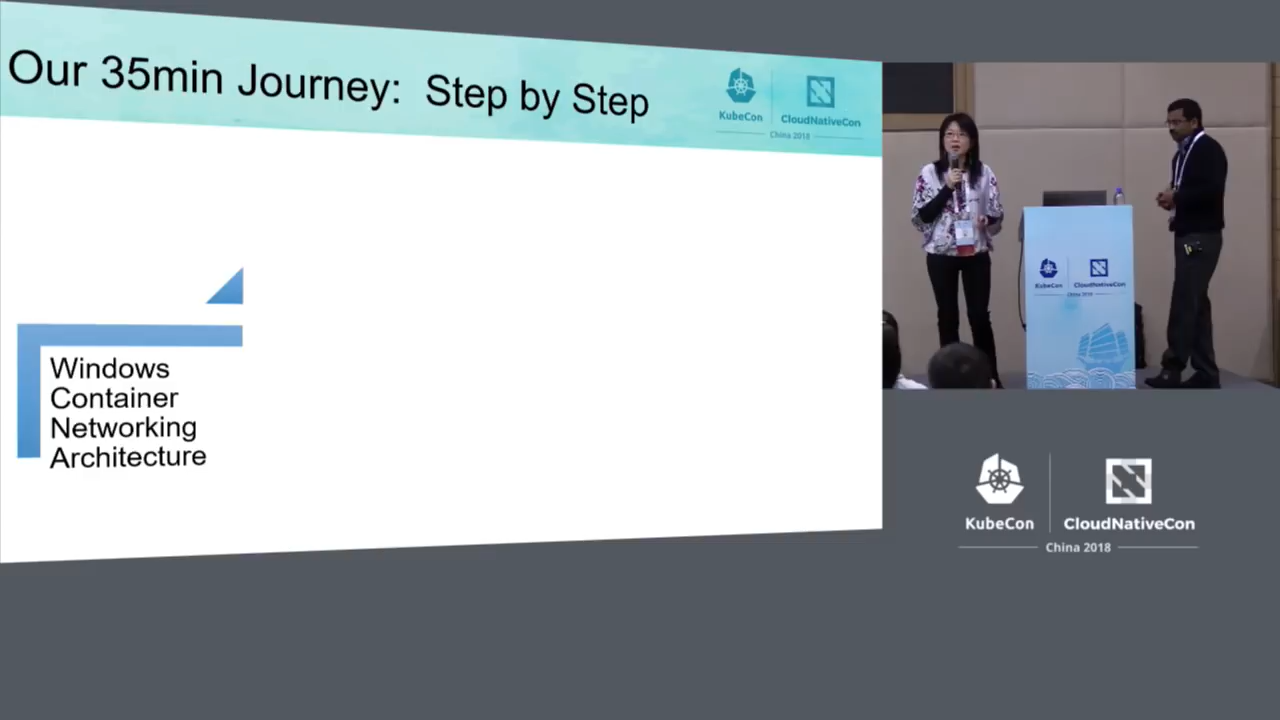 Our 35min Journey: Step by Step
KubeCon
CloudNativeCon
China 2018
Windows
Container
Networking
Architecture
KubeCon
CloudNativeCon
China 2018
KubeCon
CloudNativeCon
China 2018